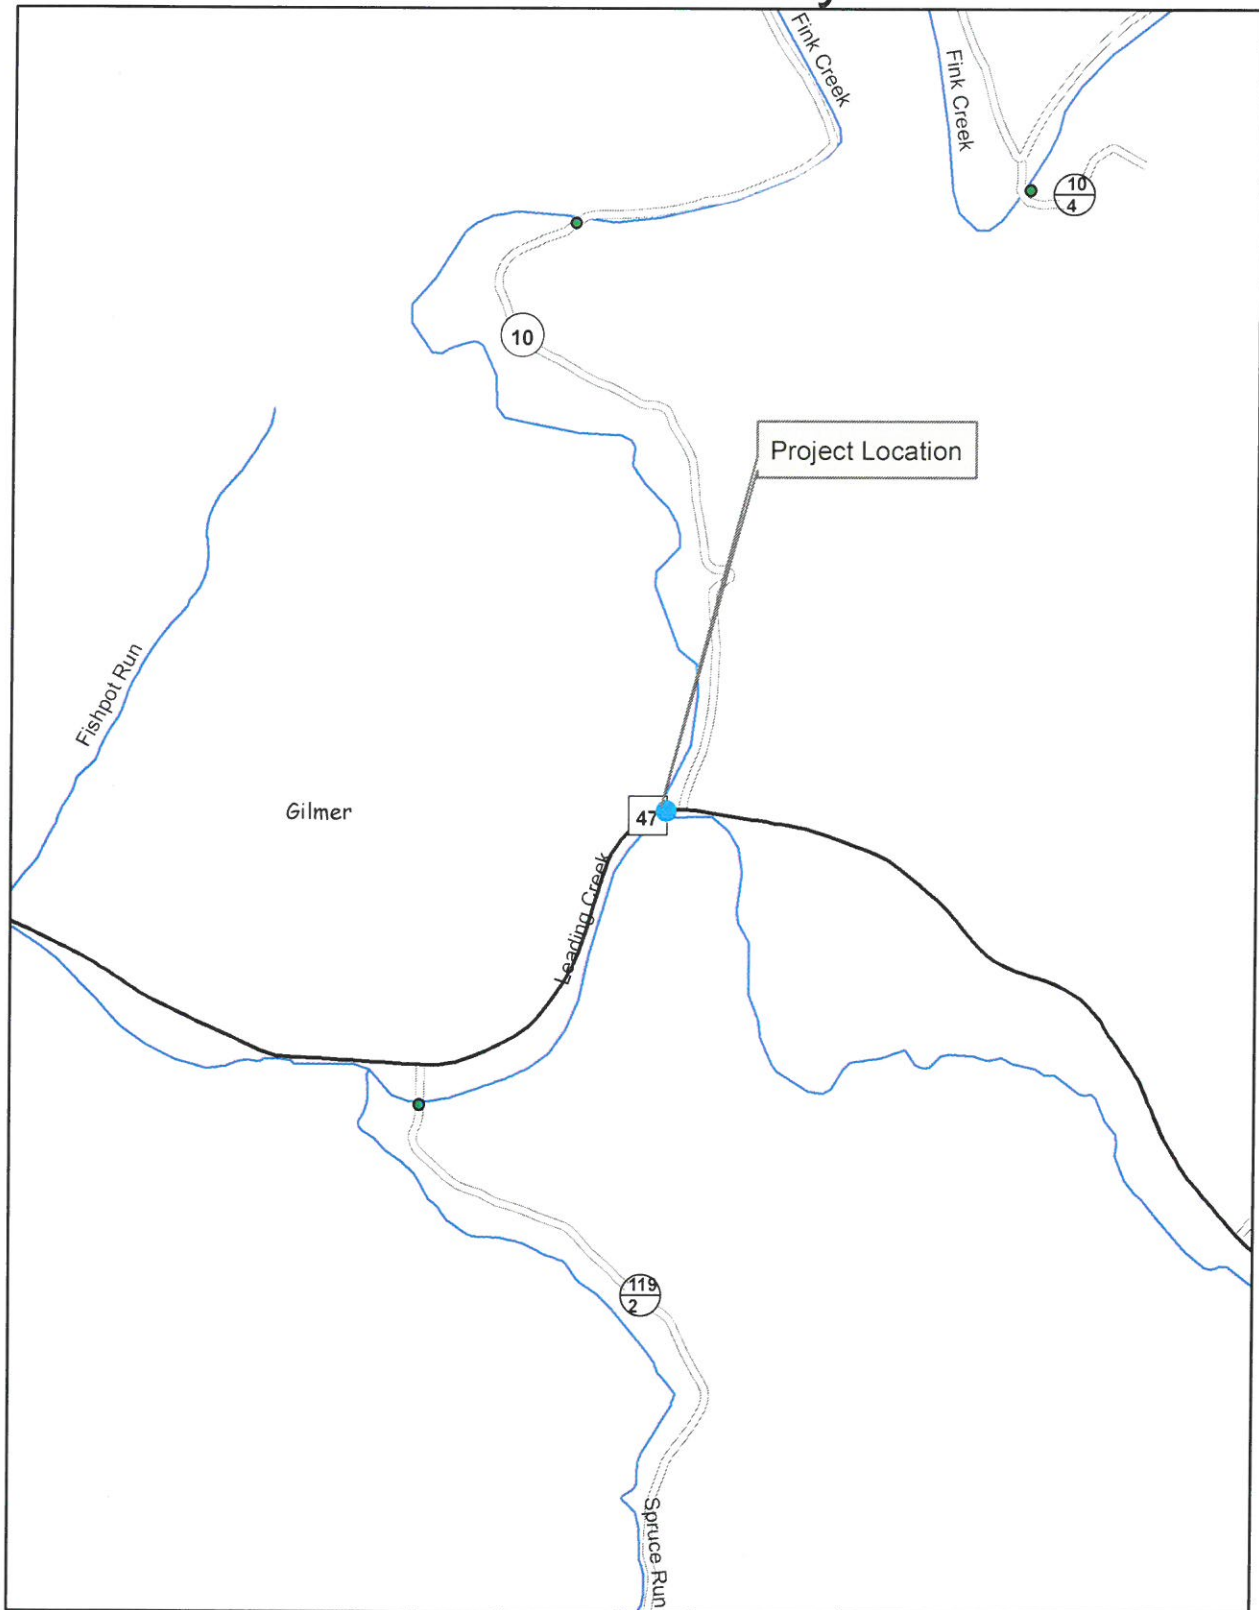 Fink Creek
Fink Creek
10
4
10
Project Location
Fishpot Run
Gilmer
47
Leading Creek
119
2
Spruce Run